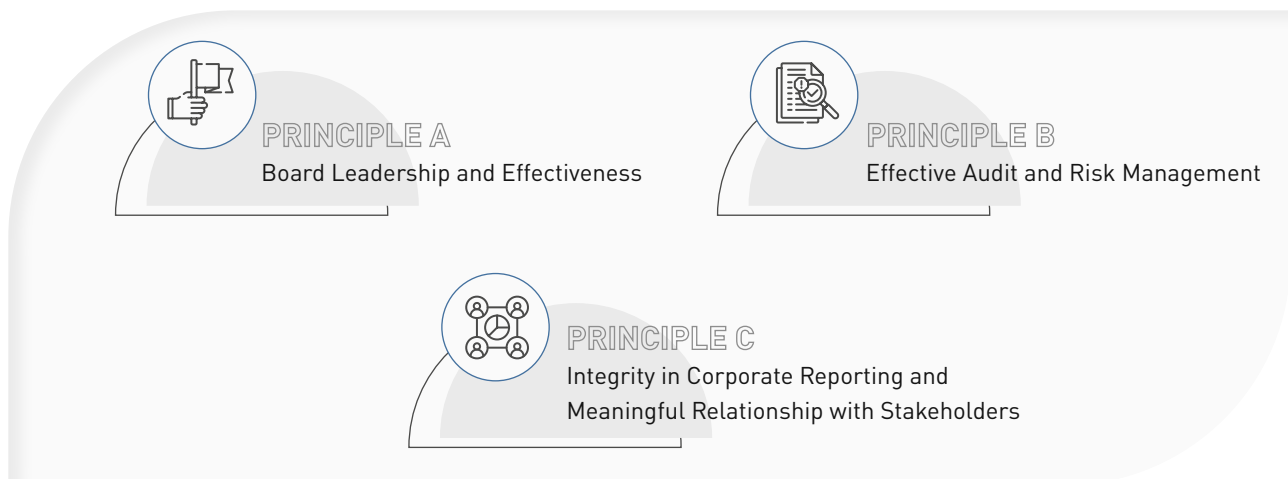 PRINCIPLE A
Board Leadership and Effectiveness
PRINCIPLE B
Effective Audit and Risk Management
PRINCIPLE C
Integrity in Corporate Reporting and
Meaningful Relationship with Stakeholders